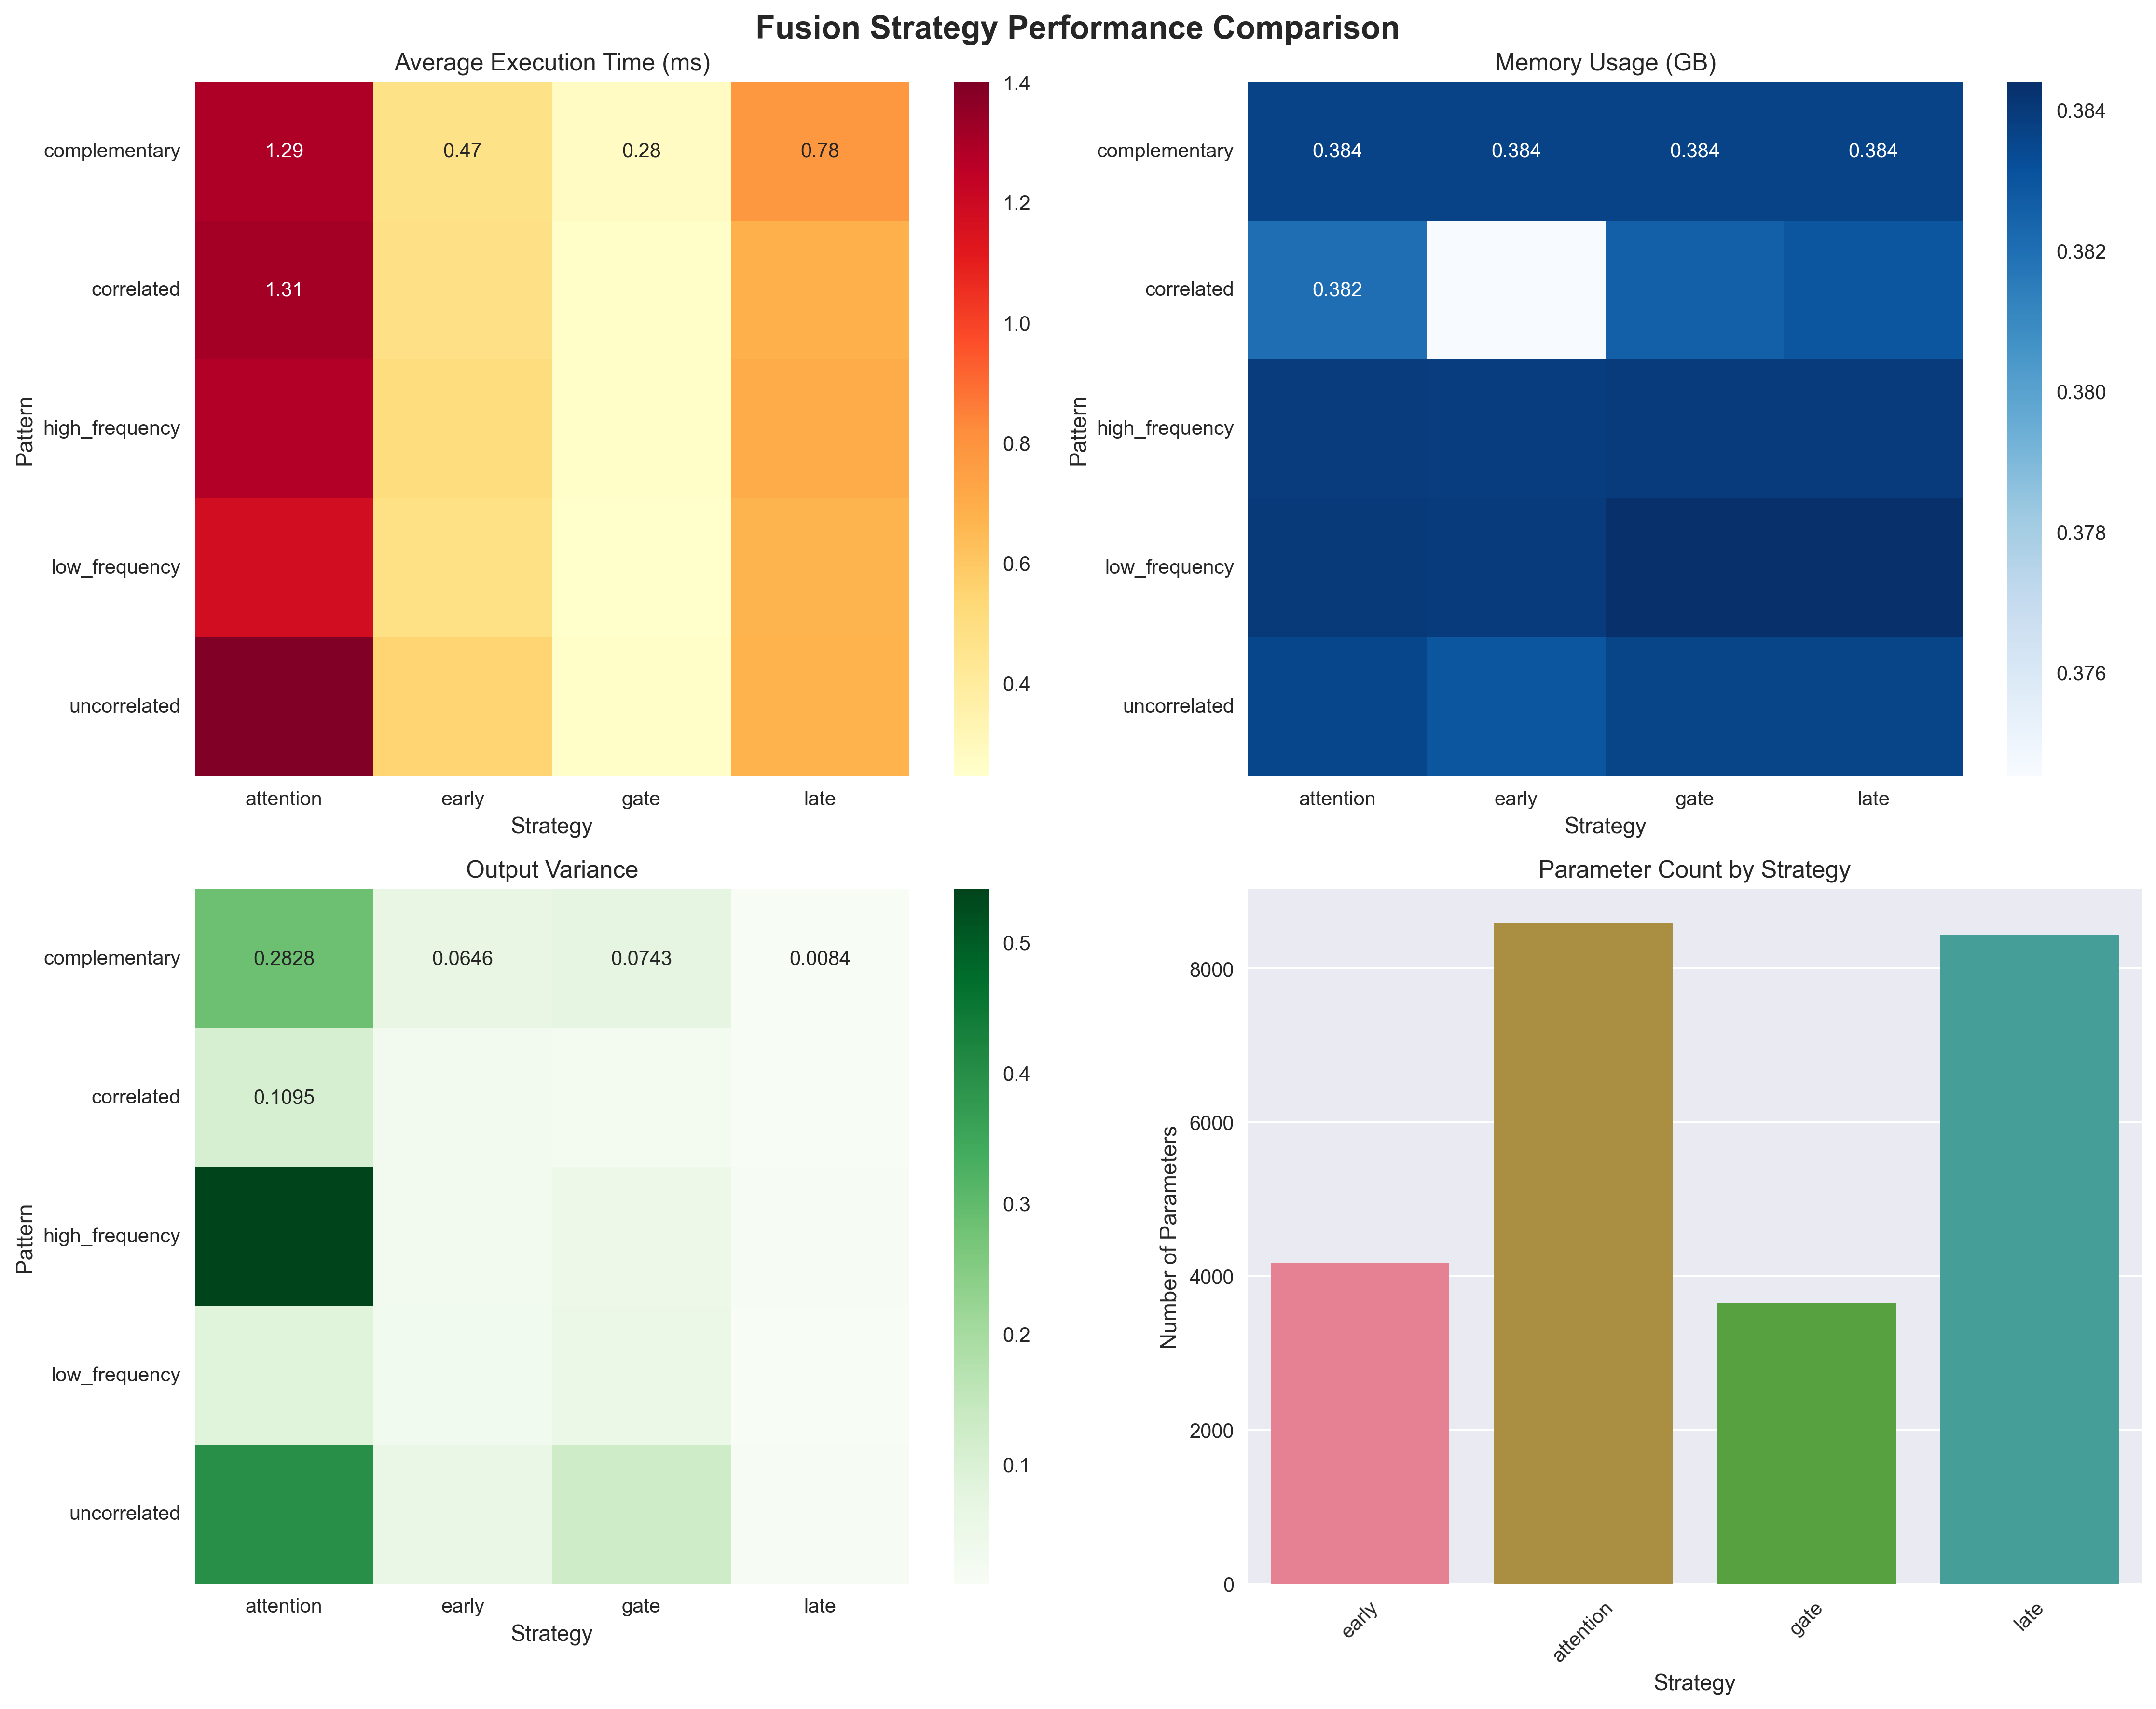 Fusion Strategy Performance Comparison
Average Execution Time (ms)
1.4
complementary 1.29 0.47 0.28 0.78
1.2
correlated 1.31
1.0
Pattern
high_frequency
0.8
low_frequency
0.6
0.4
uncorrelated
attention early gate late
Strategy
Memory Usage (GB)
0.384
complementary 0.384 0.384 0.384 0.384
0.382
correlated 0.382
0.380
Pattern
high_frequency
0.378
low_frequency
0.376
uncorrelated
attention early gate late
Strategy
Output Variance
0.5
complementary 0.2828 0.0646 0.0743 0.0084
0.4
correlated 0.1095
0.3
Pattern
high_frequency
0.2
low_frequency
0.1
uncorrelated
attention early gate late
Strategy
Parameter Count by Strategy
8000
6000
Number of Parameters
4000
2000
0
early attention gate late
Strategy